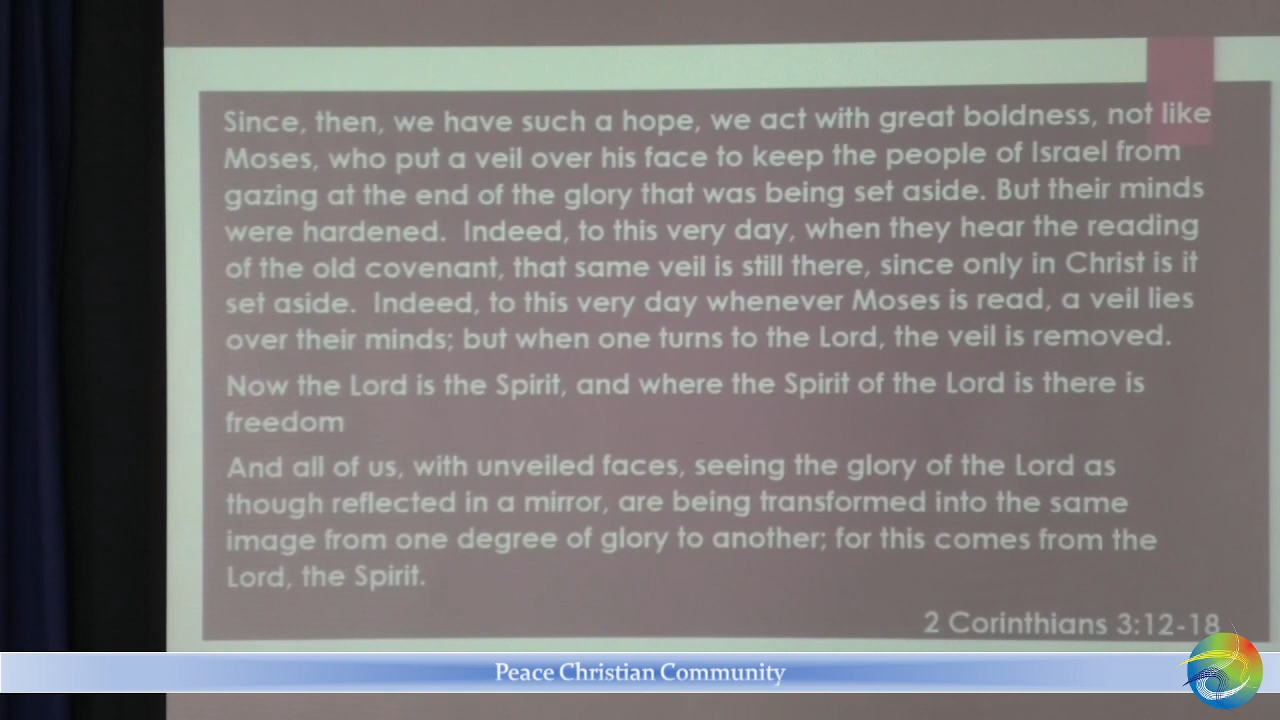 Since, then, we have such a hope, we act with great boldness, not like
Moses, who put a veil over his face to keep the people of Israel from
gazing at the end of the glory that was being set aside. But their minds
were hardened.  Indeed, to this very day, when they hear the reading
of the old covenant, that same veil is still there, since only in Christ is it
set aside.  Indeed, to this very day whenever Moses is read, a veil lies
over their minds; but when one turns to the Lord, the veil is removed.
Now the Lord is the Spirit, and where the Spirit of the Lord is there is
freedom
And all of us, with unveiled faces, seeing the glory of the Lord as
though reflected in a mirror, are being transformed into the same
image from one degree of glory to another; for this comes from the
Lord, the Spirit.
2 Corinthians 3:12-18
Peace Christian Community